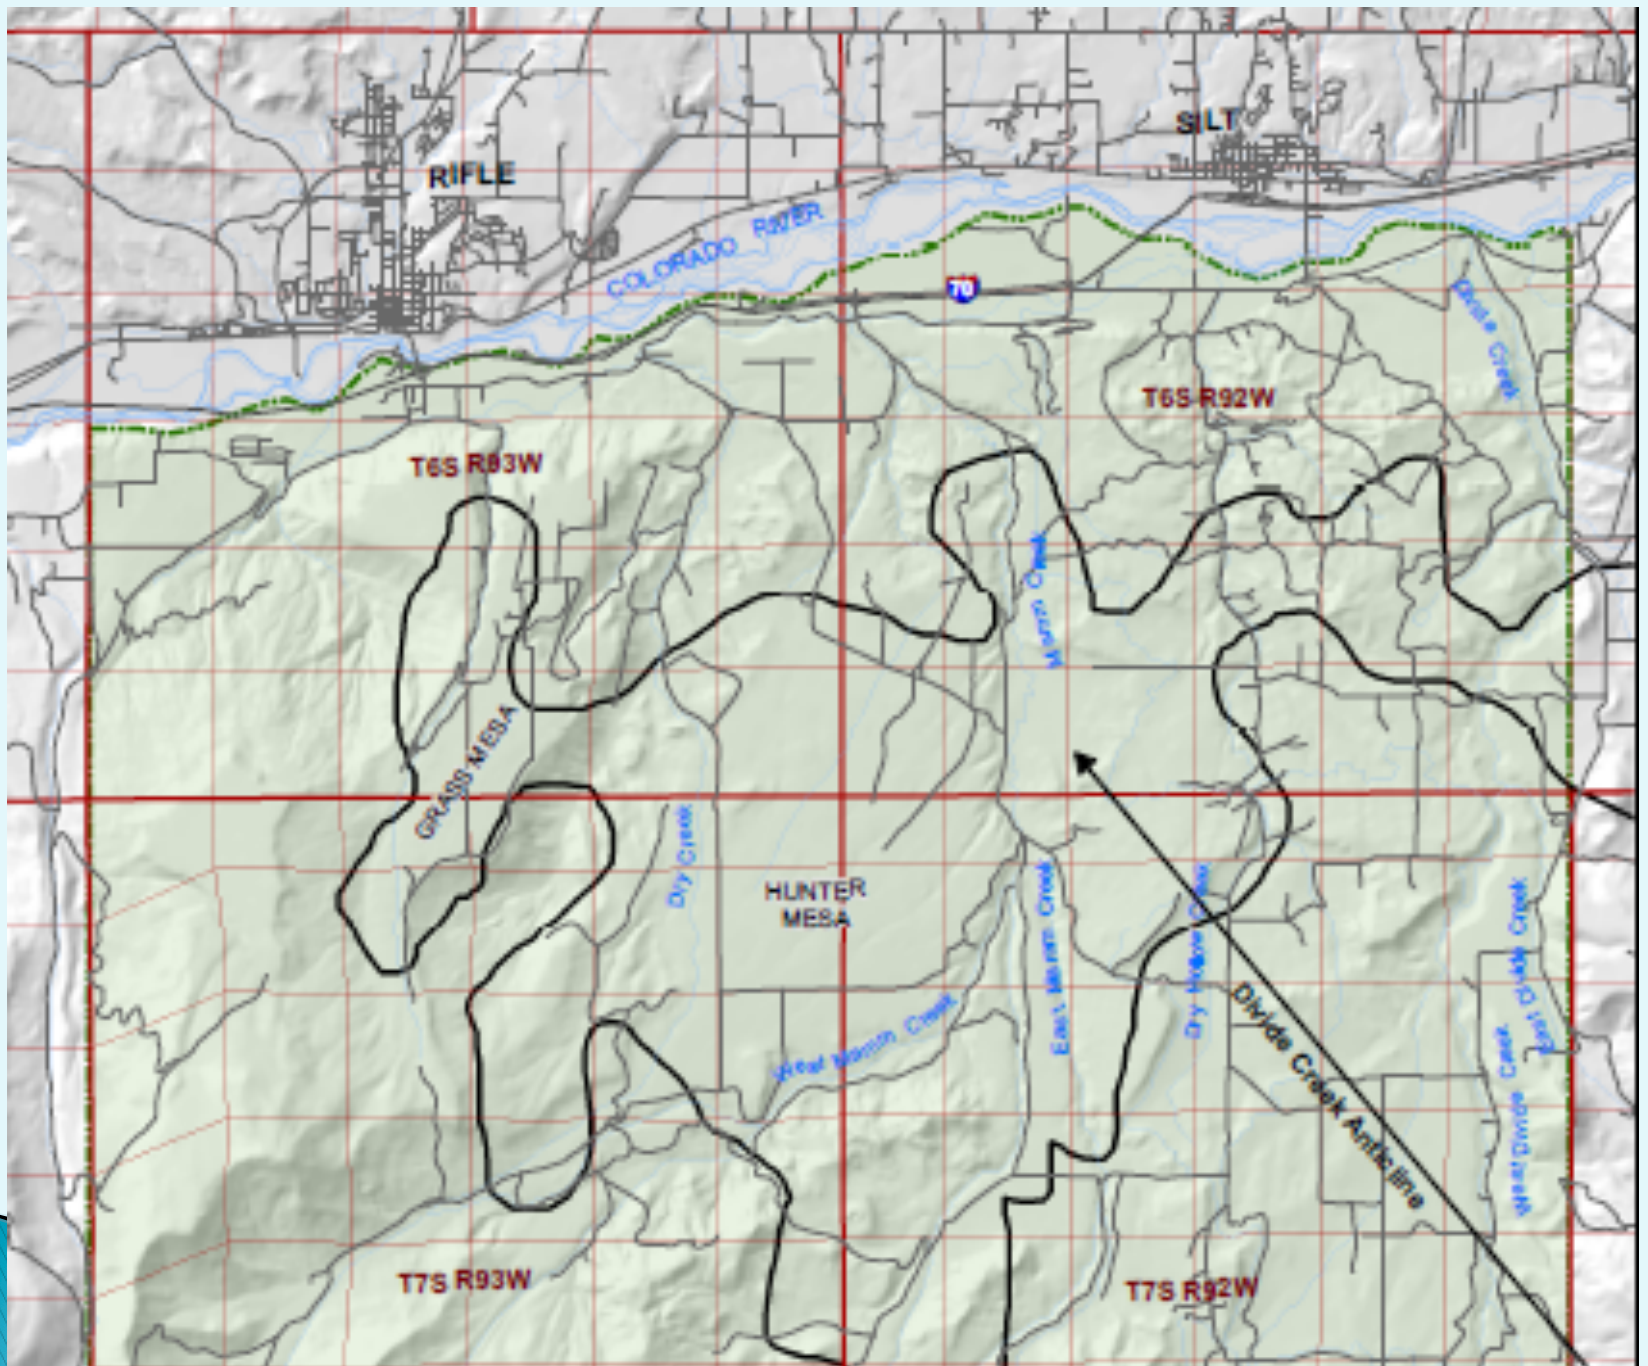 SILT
RIFLE
COLORADO RIVER
70
Divide Creek
T6S R92W
T6S R93W
Mamm Creek
GRASS MESA
Dry Creek
HUNTER
MESA
East Mamm Creek
Dry Hollow Creek
East Divide Creek
West Mamm Creek
Divide Creek Anticline
West Divide Creek
T7S R93W
T7S R92W